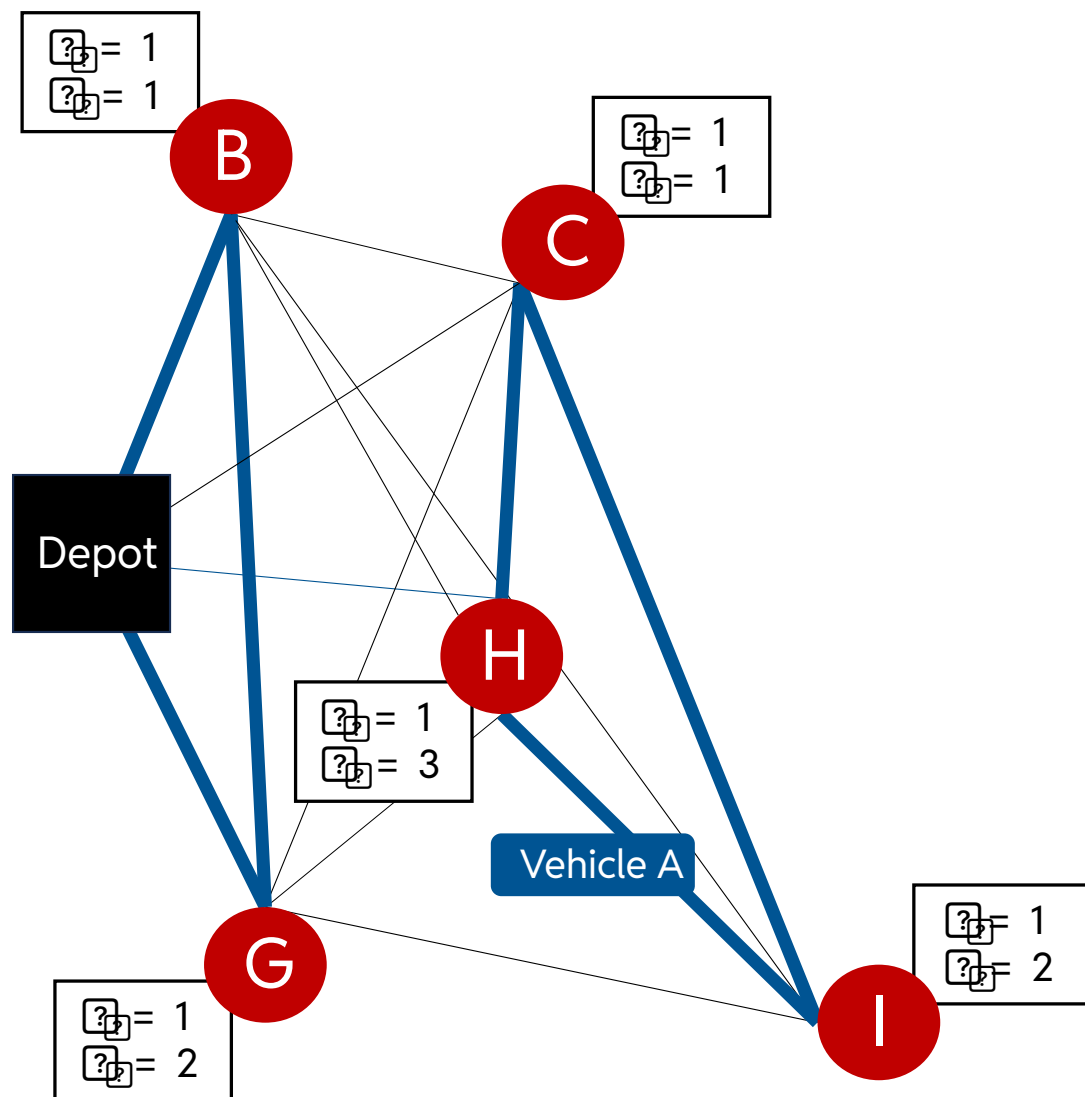 = 1
= 1
B
= 1
= 1
C
Depot
H
= 1
= 3
Vehicle A
= 1
= 2
G
I
= 1
= 2